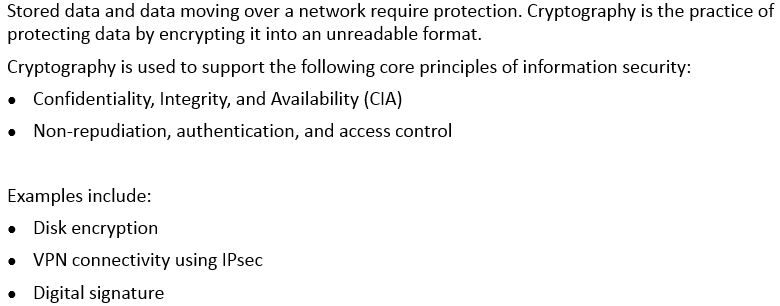 Stored data and data moving over a network require protection. Cryptography is the practice of
protecting data by encrypting it into an unreadable format.
Cryptography is used to support the following core principles of information security:
• Confidentiality, Integrity, and Availability (CIA)
• Non-repudiation, authentication, and access control
Examples include:
• Disk encryption
• VPN connectivity using IPsec
• Digital signature